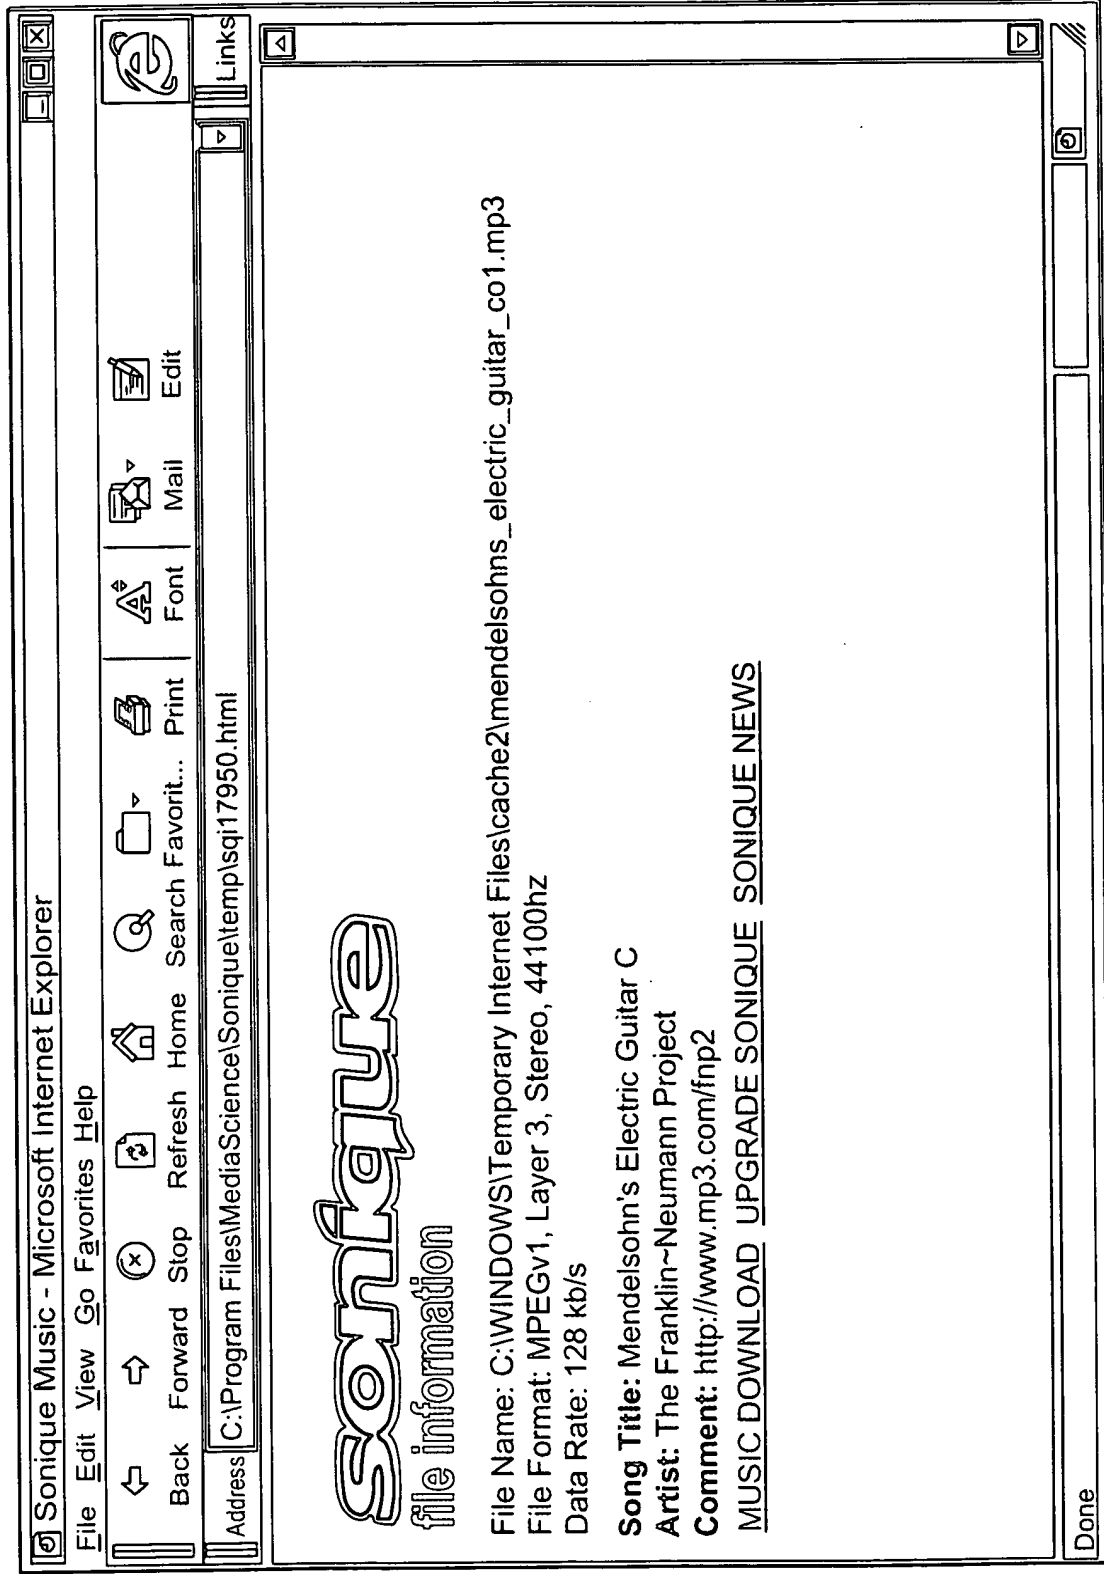 Sonique Music - Microsoft Internet Explorer
File Edit View Go Favorites Help
Back Forward Stop Refresh Home Search Favorit... Print Font Mail Edit
Address C:\Program Files\MediaScience\Sonique\temp\sqi17950.html Links
sonique
file information
File Name: C:\WINDOWS\Temporary Internet Files\cache2\mendelsohns_electric_guitar_co1.mp3
File Format: MPEGv1, Layer 3, Stereo, 44100hz
Data Rate: 128 kb/s
Song Title: Mendelsohn's Electric Guitar C
Artist: The Franklin~Neumann Project
Comment: http://www.mp3.com/fnp2
MUSIC DOWNLOAD UPGRADE SONIQUE SONIQUE NEWS
Done